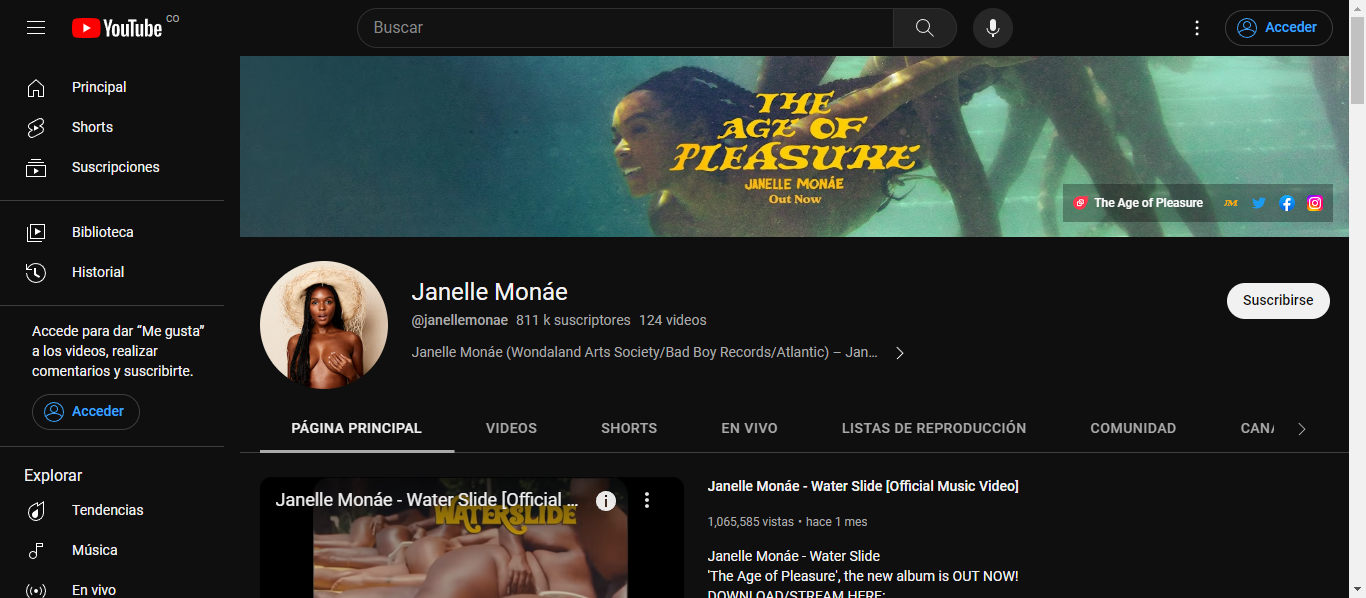 YouTube CO
Buscar
Acceder
Principal
Shorts
Suscripciones
Biblioteca
Historial
Accede para dar “Me gusta”
a los videos, realizar
comentarios y suscribirte.
Acceder
Explorar
Tendencias
Música
En vivo
THE
AGE OF
PLEASURE
JANELLE MONÁE
Out Now
The Age of Pleasure
JM
Janelle Monáe
@janellemonae 811 k suscriptores 124 videos
Janelle Monáe (Wondaland Arts Society/Bad Boy Records/Atlantic) – Jan...
Suscribirse
PÁGINA PRINCIPAL VIDEOS SHORTS EN VIVO LISTAS DE REPRODUCCIÓN COMUNIDAD CANA
Janelle Monáe - Water Slide [Official ...
WATERSLIDE
Janelle Monáe - Water Slide [Official Music Video]
1,065,585 vistas • hace 1 mes
Janelle Monáe - Water Slide
'The Age of Pleasure', the new album is OUT NOW!
DOWNLOAD/STREAM HERE: